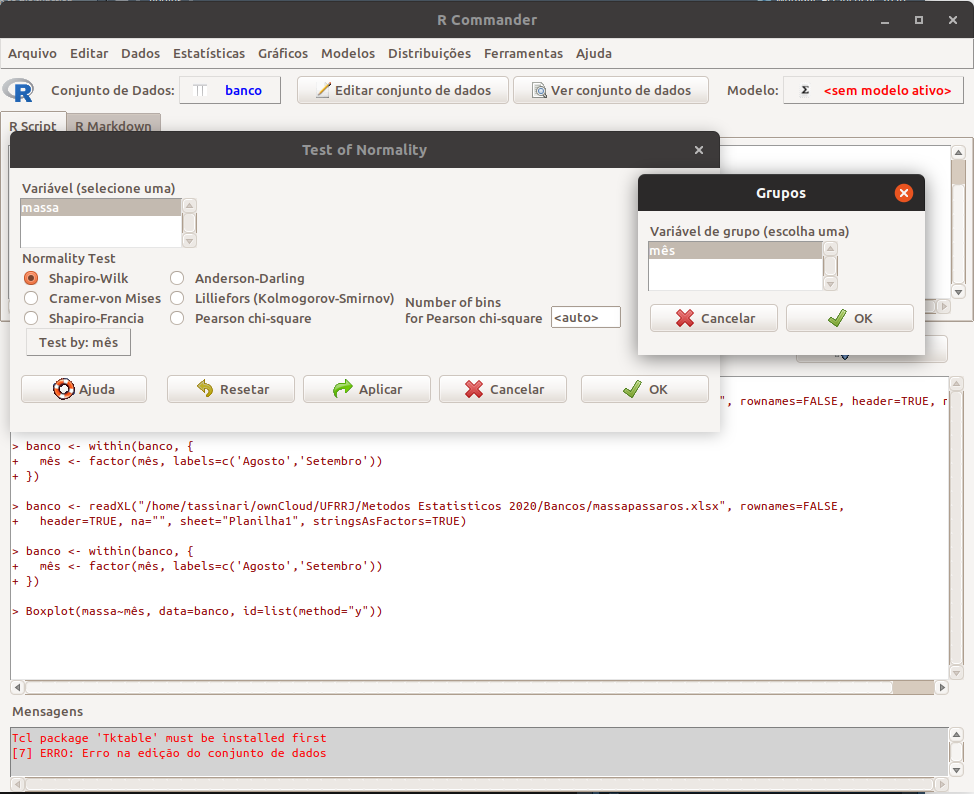 R Commander
Arquivo Editar Dados Estatísticas Gráficos Modelos Distribuições Ferramentas Ajuda
R Conjunto de Dados: banco Editar conjunto de dados Ver conjunto de dados Modelo: Σ <sem modelo ativo>
R Script R Markdown
Test of Normality
Variável (selecione uma)
massa
Normality Test
Shapiro-Wilk Anderson-Darling
Cramer-von Mises Lilliefors (Kolmogorov-Smirnov)
Shapiro-Francia Pearson chi-square
Number of bins
for Pearson chi-square <auto>
Test by: mês
Ajuda Resetar Aplicar Cancelar OK
Grupos
Variável de grupo (escolha uma)
mês
Cancelar OK
", rownames=FALSE, header=TRUE, n
> banco <- within(banco, {
+   mês <- factor(mês, labels=c('Agosto','Setembro'))
+ })
> banco <- readXL("/home/tassinari/ownCloud/UFRRJ/Metodos Estatisticos 2020/Bancos/massapassaros.xlsx", rownames=FALSE,
+   header=TRUE, na="", sheet="Planilha1", stringsAsFactors=TRUE)
> banco <- within(banco, {
+   mês <- factor(mês, labels=c('Agosto','Setembro'))
+ })
> Boxplot(massa~mês, data=banco, id=list(method="y"))
Mensagens
Tcl package 'Tktable' must be installed first
[7] ERRO: Erro na edição do conjunto de dados